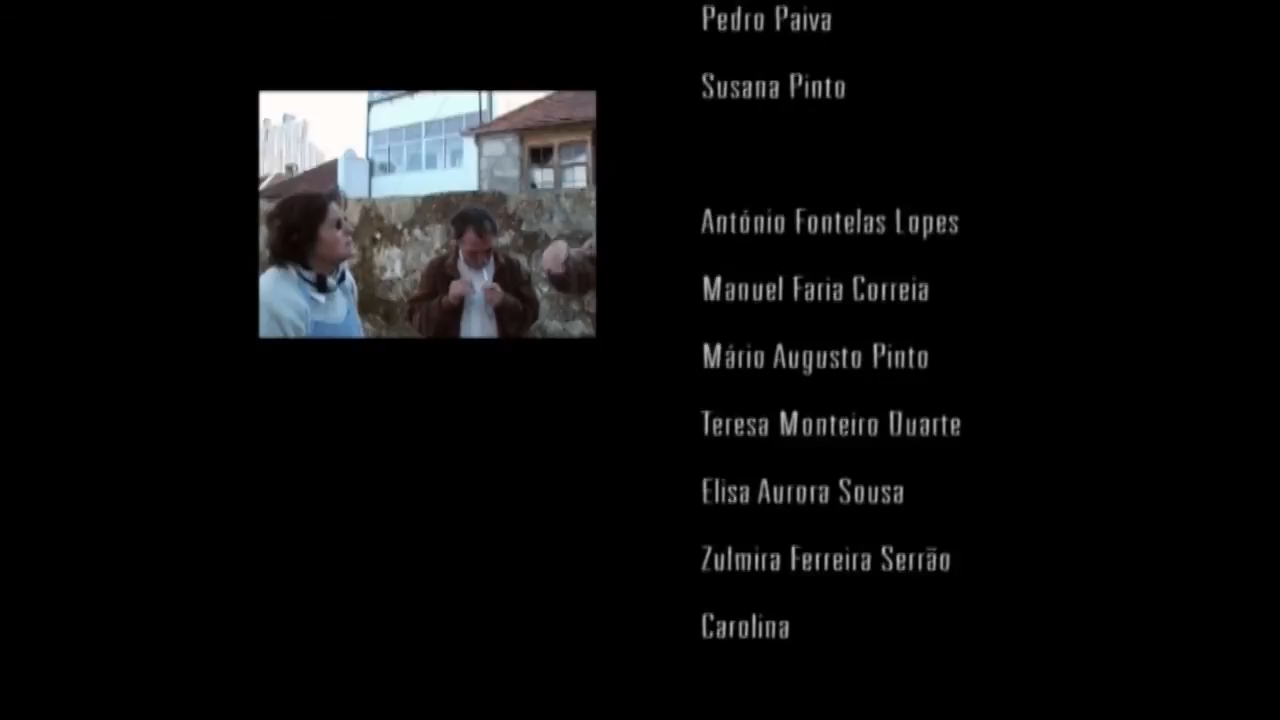 Pedro Paiva
Susana Pinto
António Fontelas Lopes
Manuel Faria Correia
Mário Augusto Pinto
Teresa Monteiro Duarte
Elisa Aurora Sousa
Zulmira Ferreira Serrão
Carolina